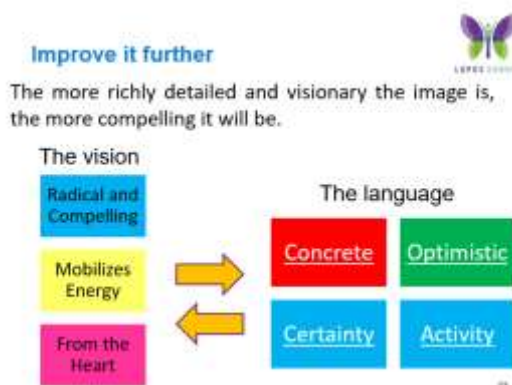 Improve it further
The more richly detailed and visionary the image is,
the more compelling it will be.
The vision
Radical and
Compelling
Mobilizes
Energy
From the
Heart
The language
Concrete
Optimistic
Certainty
Activity